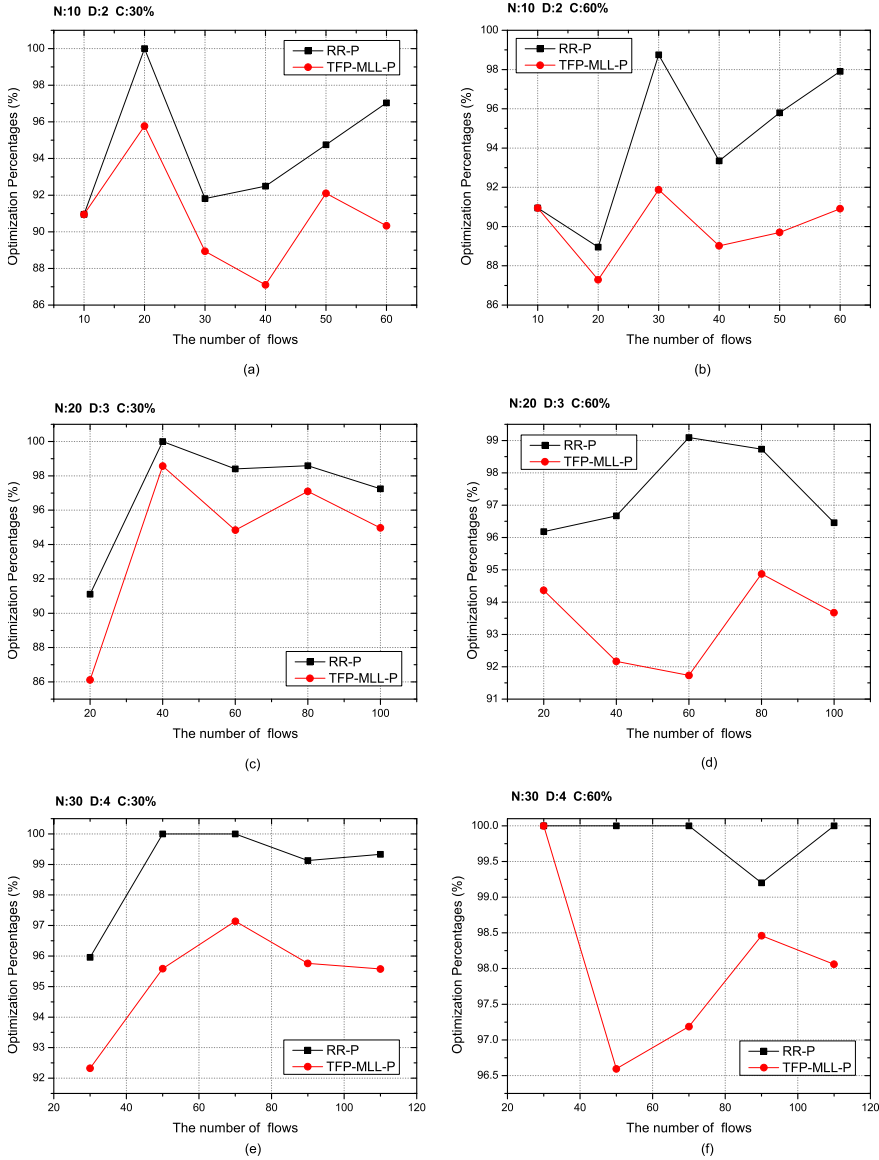 N:10 D:2 C:30%
100
98
96
94
92
90
88
86
Optimization Percentages (%)
RR-P
TFP-MLL-P
10 20 30 40 50 60
The number of flows
(a)
N:10 D:2 C:60%
100
98
96
94
92
90
88
86
Optimization Percentages (%)
RR-P
TFP-MLL-P
10 20 30 40 50 60
The number of flows
(b)
N:20 D:3 C:30%
100
98
96
94
92
90
88
86
Optimization Percentages (%)
RR-P
TFP-MLL-P
20 40 60 80 100
The number of flows
(c)
N:20 D:3 C:60%
99
98
97
96
95
94
93
92
91
Optimization Percentages (%)
RR-P
TFP-MLL-P
20 40 60 80 100
The number of flows
(d)
N:30 D:4 C:30%
100
99
98
97
96
95
94
93
92
Optimization Percentages (%)
RR-P
TFP-MLL-P
20 40 60 80 100 120
The number of flows
(e)
N:30 D:4 C:60%
100.0
99.5
99.0
98.5
98.0
97.5
97.0
96.5
Optimization Percentages (%)
RR-P
TFP-MLL-P
20 40 60 80 100 120
The number of flows
(f)